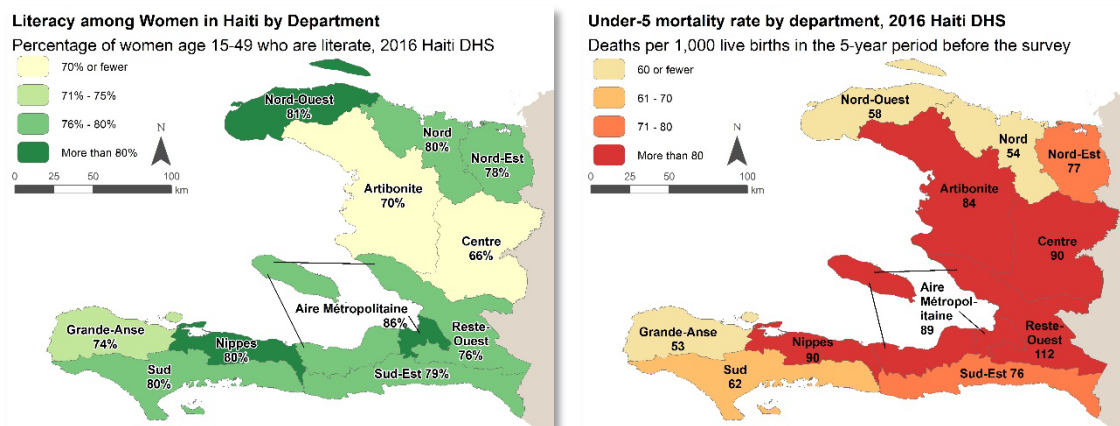 Literacy among Women in Haiti by Department
Percentage of women age 15-49 who are literate, 2016 Haiti DHS
70% or fewer
71% - 75%
76% - 80%
More than 80%
N
0 50 100
km
Nord-Ouest
81%
Nord
80%
Nord-Est
78%
Artibonite
70%
Centre
66%
Aire Métropolitaine
86%
Reste-
Ouest
76%
Grande-Anse
74%
Nippes
80%
Sud
80%
Sud-Est 79%
Under-5 mortality rate by department, 2016 Haiti DHS
Deaths per 1,000 live births in the 5-year period before the survey
60 or fewer
61 - 70
71 - 80
More than 80
N
0 50 100
km
Nord-Ouest
58
Nord
54
Nord-Est
77
Artibonite
84
Centre
90
Aire
Métropol-
itaine
89
Reste-
Ouest
112
Grande-Anse
53
Nippes
90
Sud
62
Sud-Est 76